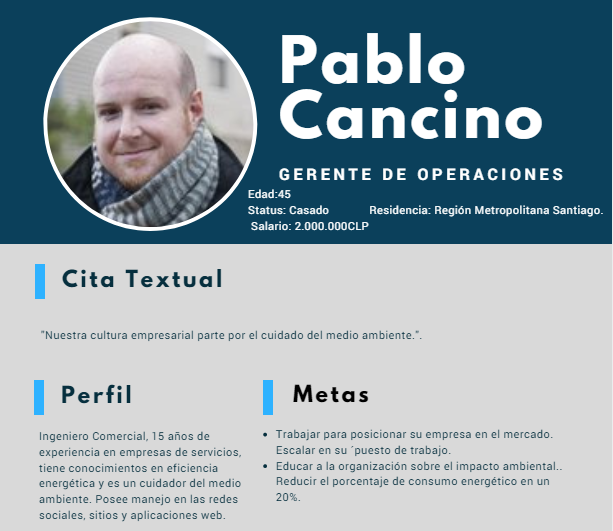 Pablo
Cancino
GERENTE DE OPERACIONES
Edad:45
Status: Casado Residencia: Región Metropolitana Santiago.
Salario: 2.000.000CLP
Cita Textual
"Nuestra cultura empresarial parte por el cuidado del medio ambiente.".
Perfil
Ingeniero Comercial, 15 años de
experiencia en empresas de servicios,
tiene conocimientos en eficiencia
energética y es un cuidador del medio
ambiente. Posee manejo en las redes
sociales, sitios y aplicaciones web.
Metas
• Trabajar para posicionar su empresa en el mercado.
Escalar en su ´puesto de trabajo.
• Educar a la organización sobre el impacto ambiental..
Reducir el porcentaje de consumo energético en un
20%.